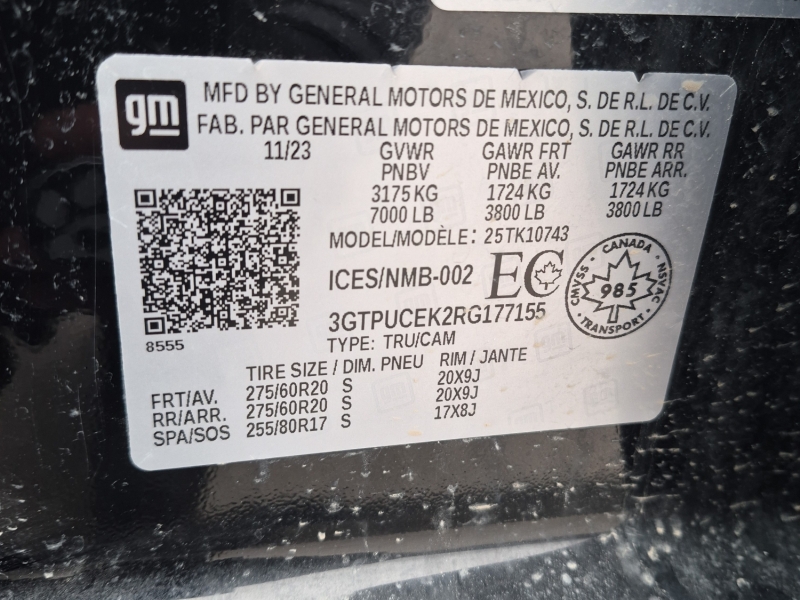 gm
MFD BY GENERAL MOTORS DE MEXICO, S. DE R.L. DE C.V.
FAB. PAR GENERAL MOTORS DE MEXICO, S. DE R.L. DE C.V.
11/23 GVWR GAWR FRT GAWR RR
PNBV PNBE AV. PNBE ARR.
3175 KG 1724 KG 1724 KG
7000 LB 3800 LB 3800 LB
MODEL/MODÈLE: 25TK10743
ICES/NMB-002 EC
CANADA
CMVSS 985 NSVAC
TRANSPORT
3GTPUCEK2RG177155
8555
TYPE: TRU/CAM
TIRE SIZE / DIM. PNEU RIM / JANTE
FRT/AV. 275/60R20 S 20X9J
RR/ARR. 275/60R20 S 20X9J
SPA/SOS 255/80R17 S 17X8J